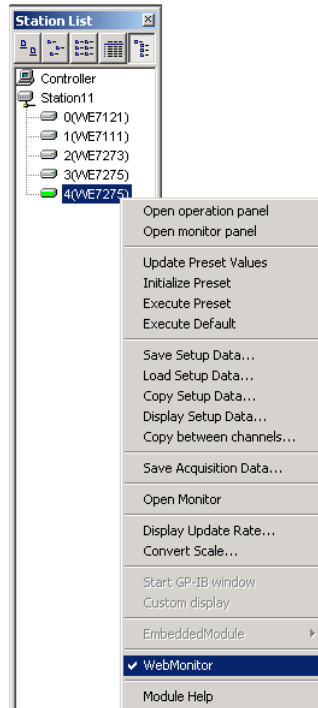 Station List
Controller
Station11
0(WE7121)
1(WE7111)
2(WE7273)
3(WE7275)
4(WE7275)
Open operation panel
Open monitor panel
Update Preset Values
Initialize Preset
Execute Preset
Execute Default
Save Setup Data...
Load Setup Data...
Copy Setup Data...
Display Setup Data...
Copy between channels...
Save Acquisition Data...
Open Monitor
Display Update Rate...
Convert Scale...
Start GP-IB window
Custom display
EmbeddedModule
WebMonitor
Module Help